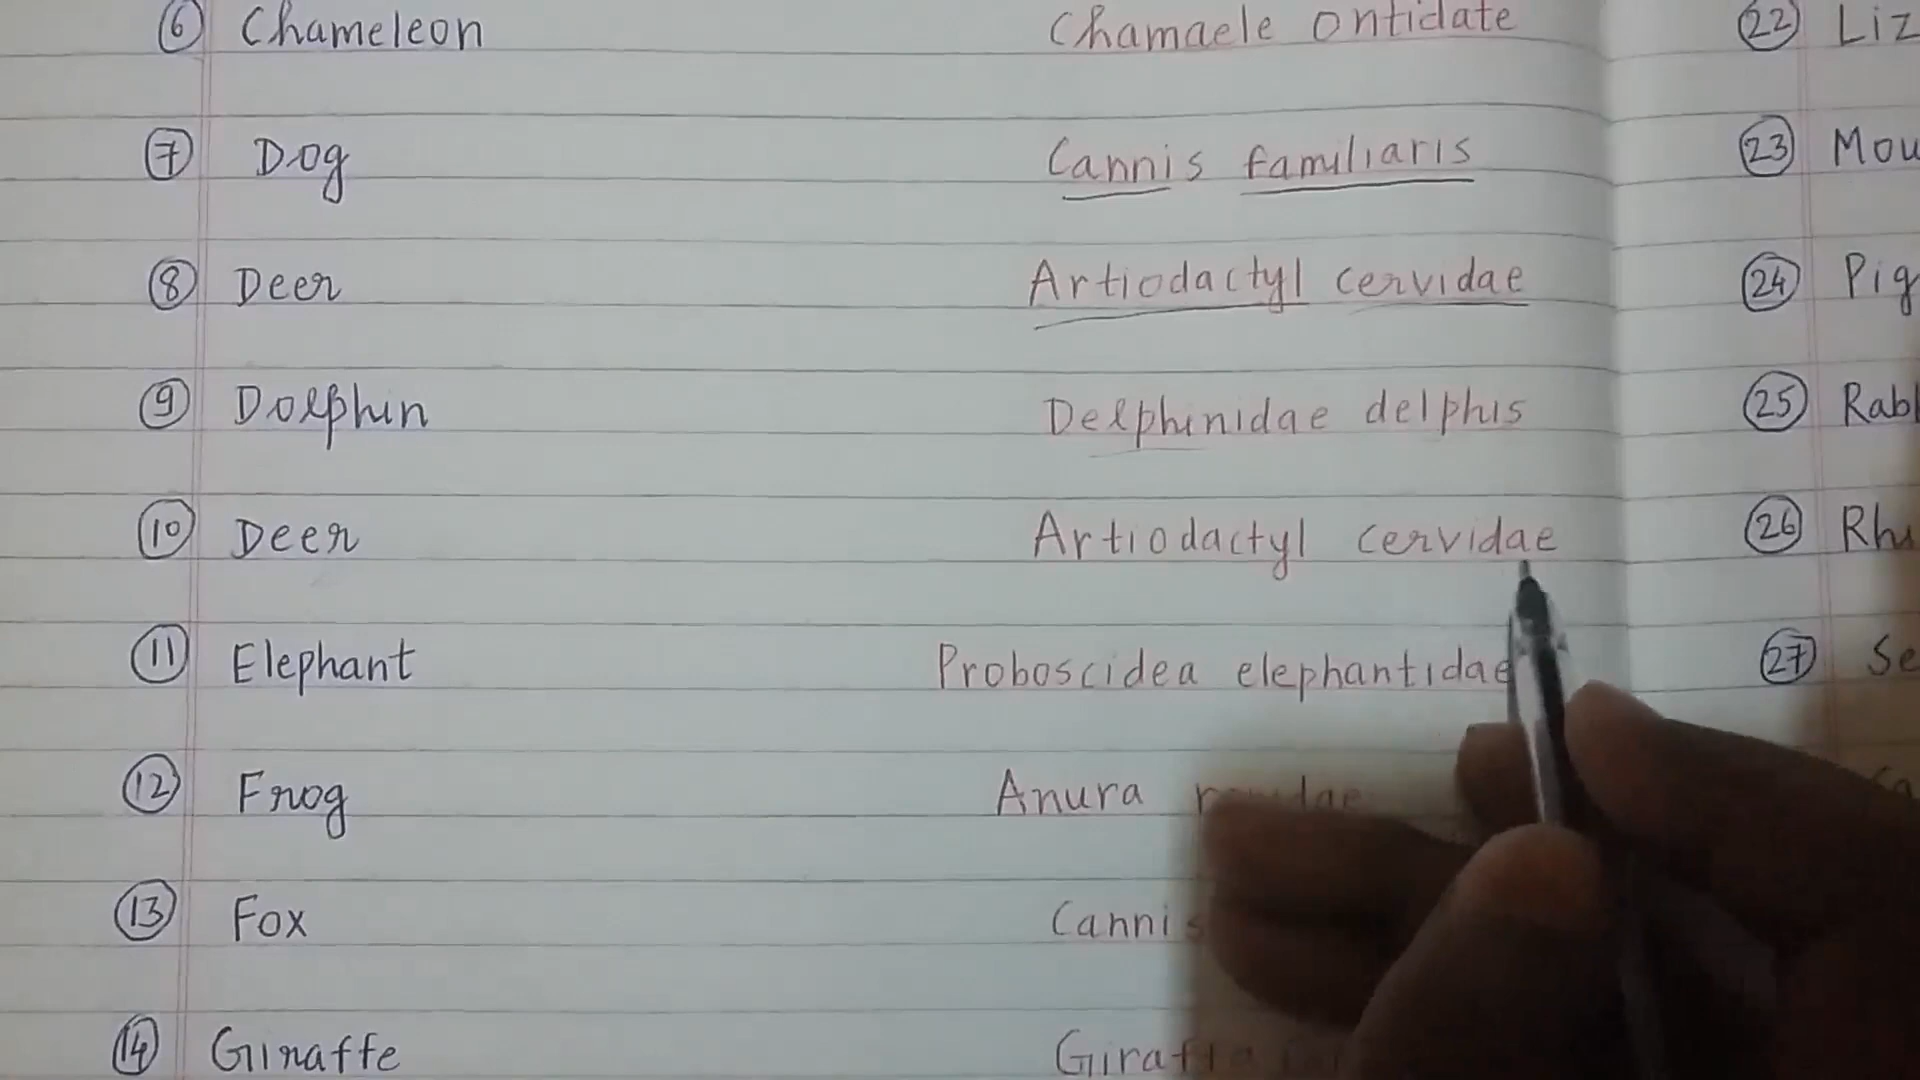 6 Chameleon Chamaele ontidate
7 Dog Cannis familiaris
8 Deer Artiodactyl cervidae
9 Dolphin Delphinidae delphis
10 Deer Artiodactyl cervidae
11 Elephant Proboscidea elephantidae
12 Frog Anura
13 Fox Cannis
14 Giraffe
22 Liz
23 Mou
24 Pig
25 Rab
26 Rh
27 Se